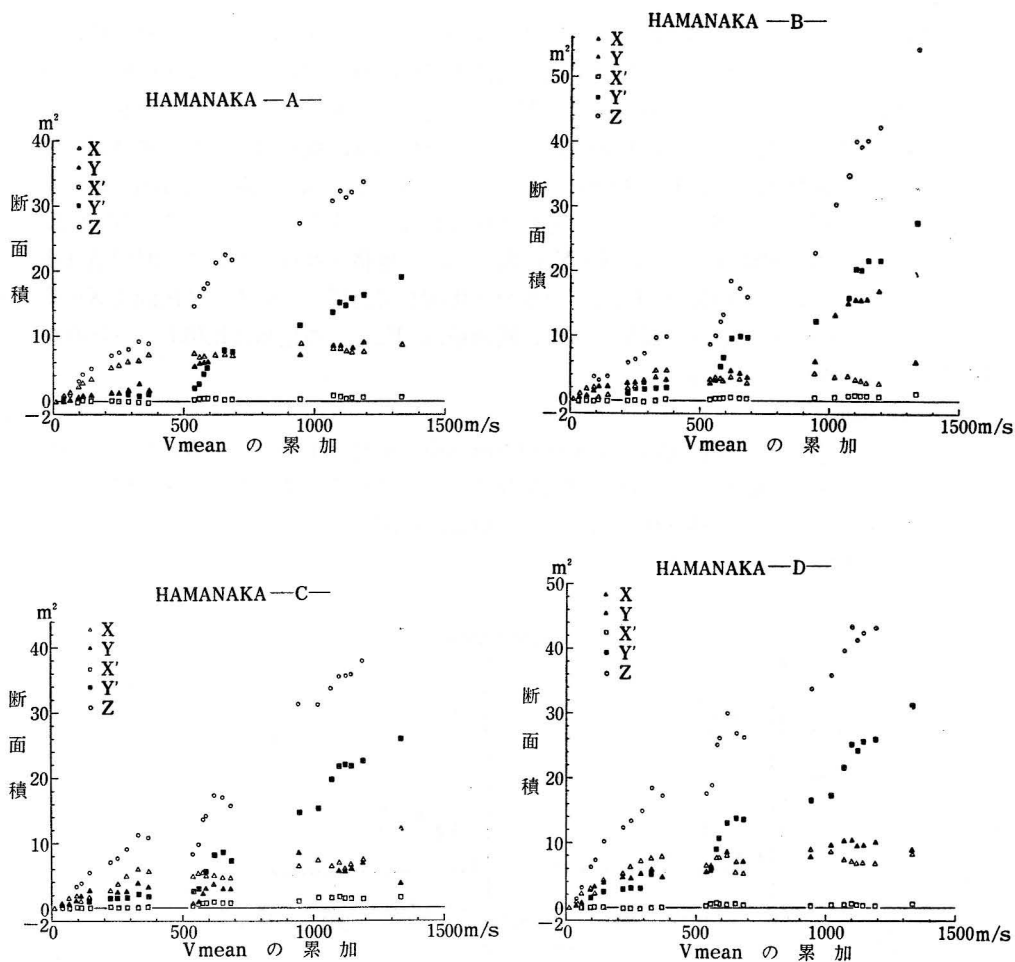 HAMANAKA —A—
m²
40
30
20
10
0
−2
断面積
▲ X
▲ Y
○ X'
■ Y'
○ Z
0
500
1000
1500m/s
Vmean の 累加
HAMANAKA —B—
m²
50
40
30
20
10
0
−2
▲ X
▲ Y
□ X'
■ Y'
○ Z
0
500
1000
1500m/s
Vmean の 累加
HAMANAKA —C—
m²
40
30
20
10
0
−2
断面積
△ X
▲ Y
□ X'
■ Y'
○ Z
0
500
1000
1500m/s
Vmean の 累加
HAMANAKA —D—
m²
50
40
30
20
10
0
−2
断面積
▲ X
▲ Y
□ X'
■ Y'
○ Z
0
500
1000
1500m/s
Vmean の 累加